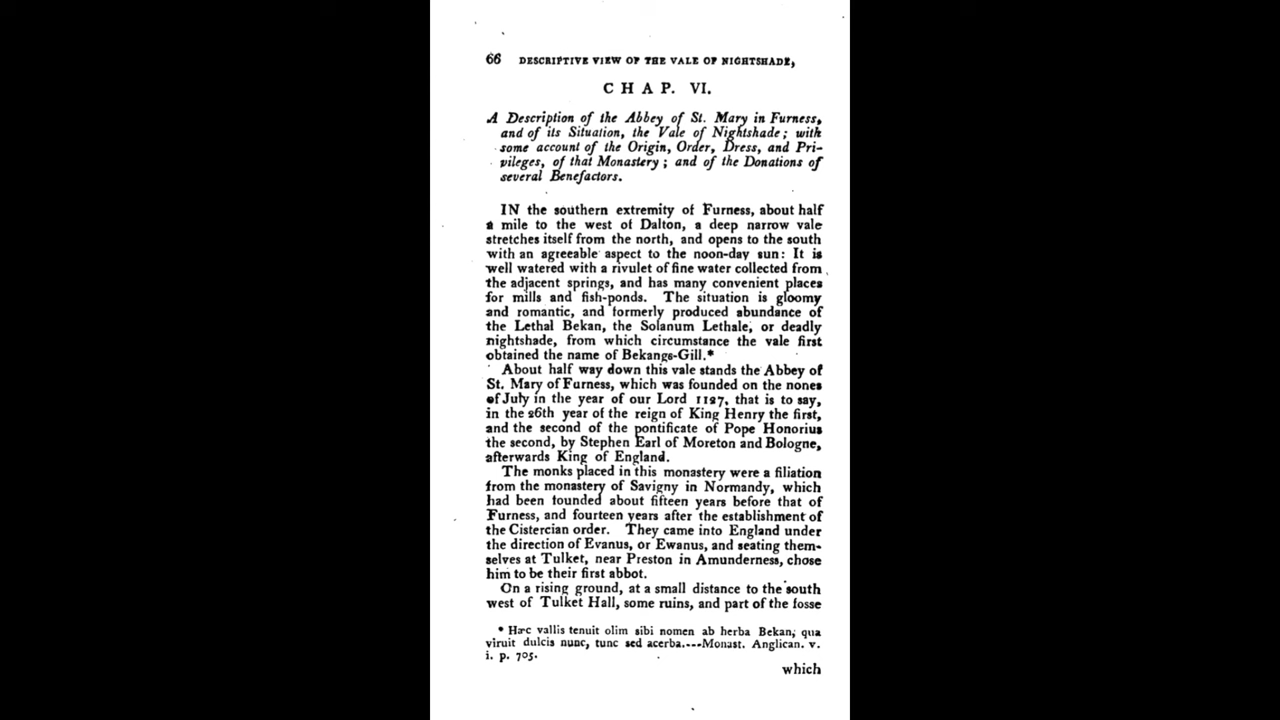 66 DESCRIPTIVE VIEW OF THE VALE OF NIGHTSHADE,
CHAP. VI.
A Description of the Abbey of St. Mary in Furness,
and of its Situation, the Vale of Nightshade; with
some account of the Origin, Order, Dress, and Pri-
vileges, of that Monastery; and of the Donations of
several Benefactors.
IN the southern extremity of Furness, about half
a mile to the west of Dalton, a deep narrow vale
stretches itself from the north, and opens to the south
with an agreeable aspect to the noon-day sun: It is
well watered with a rivulet of fine water collected from
the adjacent springs, and has many convenient places
for mills and fish-ponds. The situation is gloomy
and romantic, and formerly produced abundance of
the Lethal Bekan, the Solanum Lethale, or deadly
nightshade, from which circumstance the vale first
obtained the name of Bekangs-Gill.*
About half way down this vale stands the Abbey of
St. Mary of Furness, which was founded on the nones
of July in the year of our Lord 1127, that is to say,
in the 26th year of the reign of King Henry the first,
and the second of the pontificate of Pope Honorius
the second, by Stephen Earl of Moreton and Bologne,
afterwards King of England.
The monks placed in this monastery were a filiation
from the monastery of Savigny in Normandy, which
had been founded about fifteen years before that of
Furness, and fourteen years after the establishment of
the Cistercian order. They came into England under
the direction of Evanus, or Ewanus, and seating them-
selves at Tulket, near Preston in Amunderness, chose
him to be their first abbot.
On a rising ground, at a small distance to the south
west of Tulket Hall, some ruins, and part of the fosse
* Hæc vallis tenuit olim sibi nomen ab herba Bekan, qua
viruit dulcis nunc, tunc sed acerba.---Monast. Anglican. v.
i. p. 705.
which